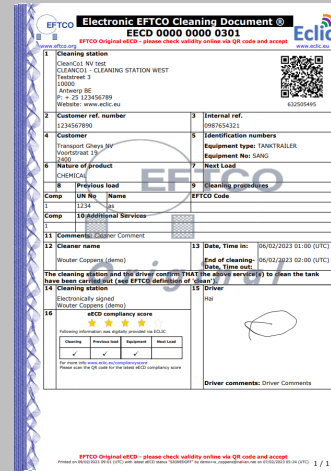 EFTCO
www.eftco.org
Electronic EFTCO Cleaning Document ®
EECD 0000 0000 0301
EFTCO Original eECD - please check validity online via QR code and accept
Eclic
www.eclic.eu
1 Cleaning station
CleanCo1 NV test
CLEANCO1 - CLEANING STATION WEST
Teststreet 3
10000
Antwerp BE
P: + 25 123456789
Website: www.eclic.eu
632505495
2 Customer ref. number
1234567890
3 Internal ref.
0987654321
4 Customer
Transport Gheys NV
Voortstraat 19
2400
5 Identification numbers
Equipment type: TANKTRAILER
Equipment No: SANG
6 Nature of product
CHEMICAL
7 Next Load
8 Previous load
9 Cleaning procedures
Comp UN No Name EFTCO Code
1 1234 as
Comp 10 Additional Services
1
11 Comments: Cleaner Comment
12 Cleaner name
Wouter Coppens (demo)
13 Date, Time in: 06/02/2023 01:00 (UTC)
End of cleaning- Date, Time out: 06/02/2023 02:00 (UTC)
The cleaning station and the driver confirm THAT the above service(s) to clean the tank
have been carried out (see EFTCO definition of 'clean').
14 Cleaning station
Electronically signed
Wouter Coppens (demo)
15 Driver
Hai
16 eECD compliancy score
Following information was digitally provided via ECLIC
Cleaning Previous load Equipment Next Load
✓ ✓ ✓
For more info www.eclic.eu/compliancyscore
Please scan the QR code for the latest eECD compliancy score
Driver comments: Driver Comments
EFTCO
Original
EFTCO Original eECD - please check validity online via QR code and accept
1 / 1